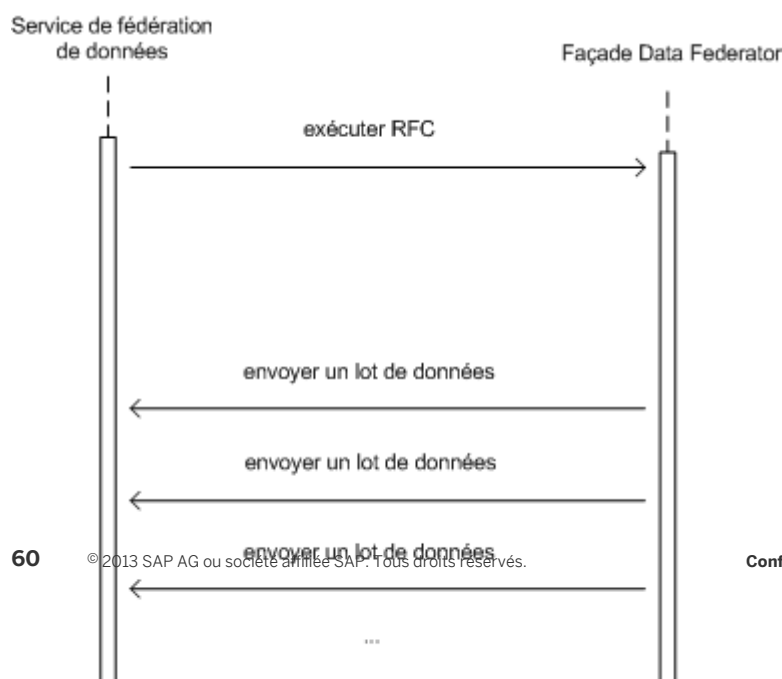 Service de fédération
de données
Façade Data Federator
exécuter RFC
envoyer un lot de données
envoyer un lot de données
envoyer un lot de données
60 © 2013 SAP AG ou société affiliée SAP. Tous droits réservés. Conf
...